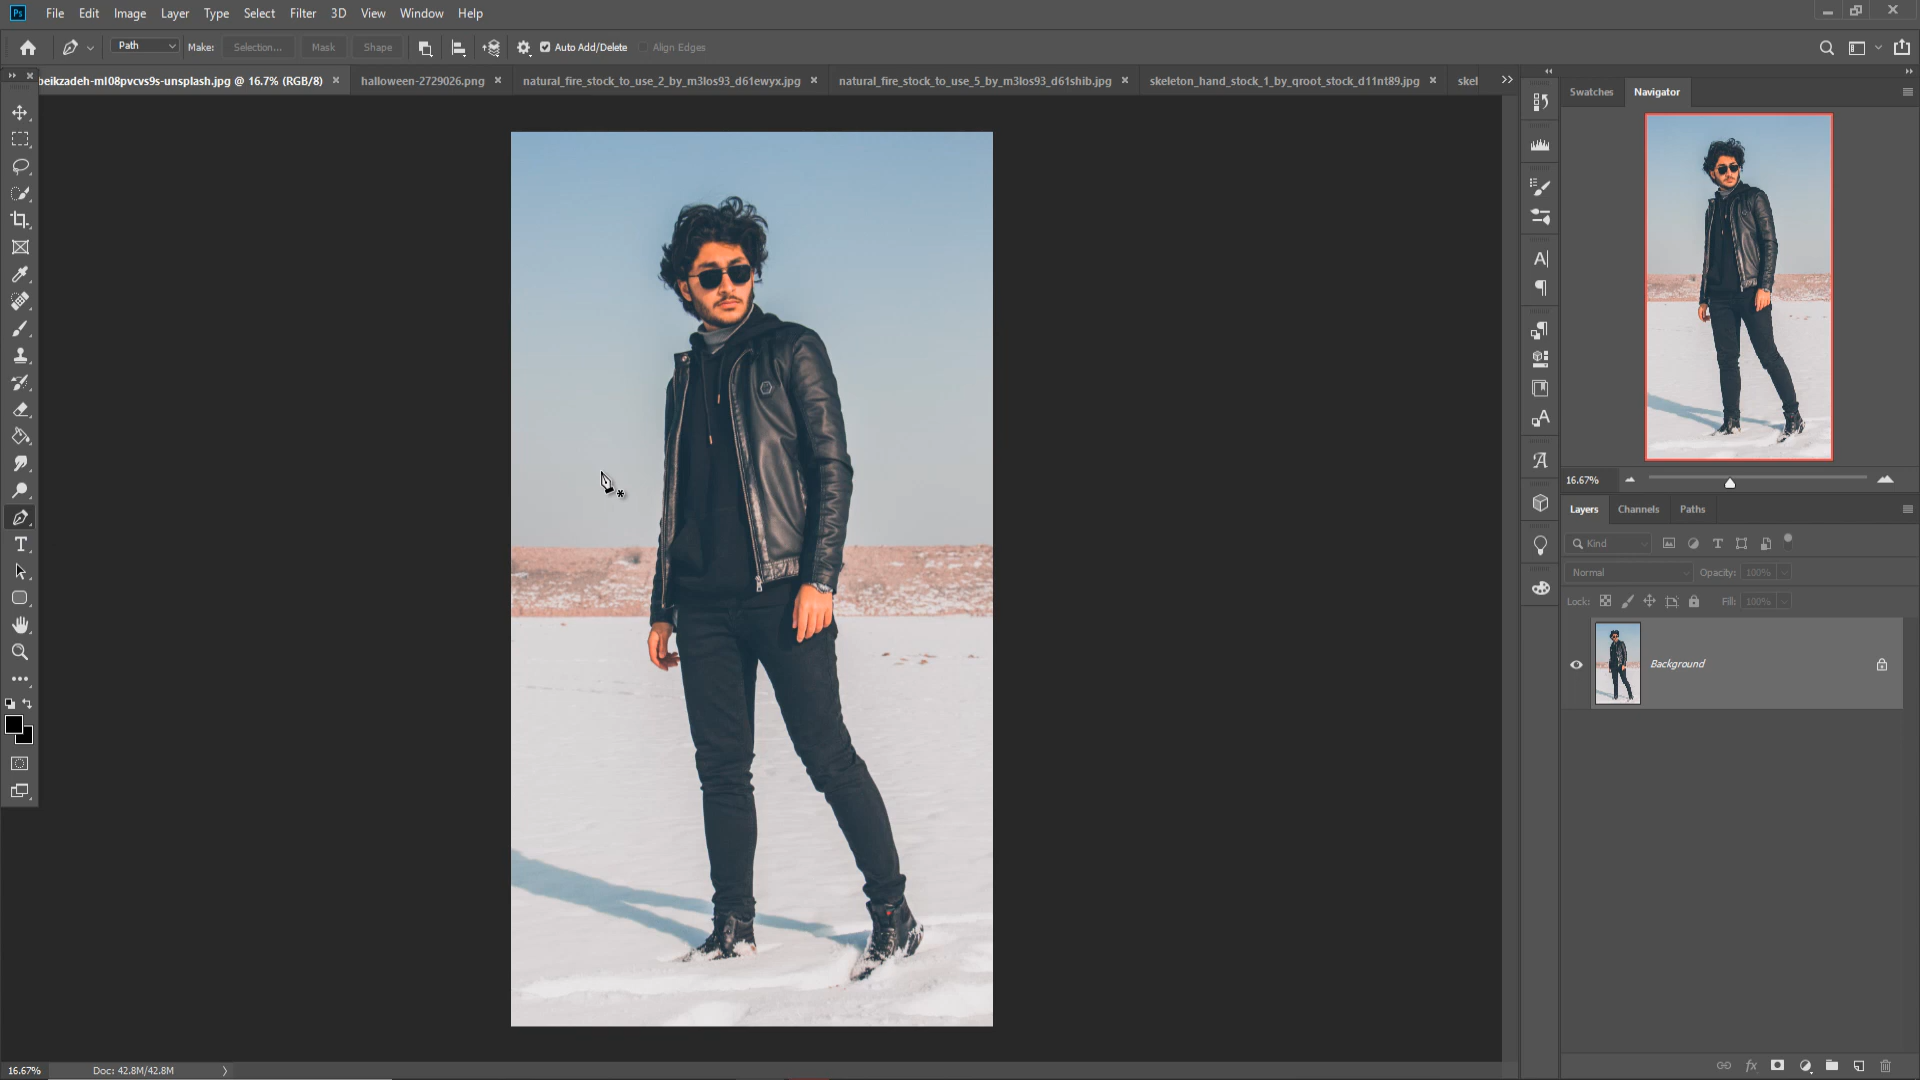 Ps File Edit Image Layer Type Select Filter 3D View Window Help
Path Make: Selection... Mask Shape Auto Add/Delete Align Edges
beikzadeh-ml08pvcvs9s-unsplash.jpg @ 16.7% (RGB/8) halloween-2729026.png natural_fire_stock_to_use_2_by_m3los93_d61ewyx.jpg natural_fire_stock_to_use_5_by_m3los93_d61shib.jpg skeleton_hand_stock_1_by_qroot_stock_d11nt89.jpg skel
Swatches Navigator
16.67%
Layers Channels Paths
Kind
Normal Opacity: 100%
Lock: Fill: 100%
Background
16.67% Doc: 42.8M/42.8M